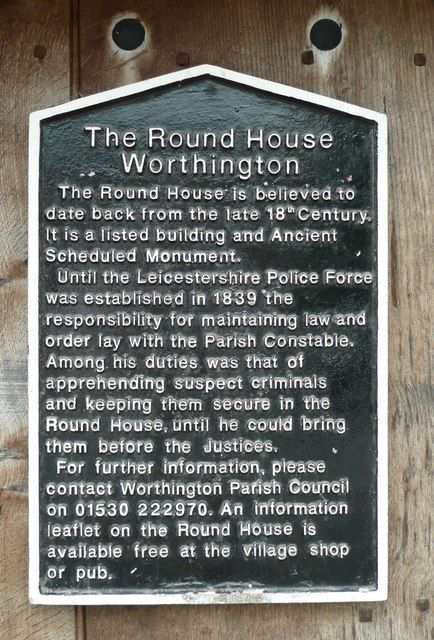 The Round House
Worthington
The Round House is believed to
date back from the late 18th Century.
It is a listed building and Ancient
Scheduled Monument.
Until the Leicestershire Police Force
was established in 1839 the
responsibility for maintaining law and
order lay with the Parish Constable.
Among his duties was that of
apprehending suspect criminals
and keeping them secure in the
Round House, until he could bring
them before the Justices.
For further information, please
contact Worthington Parish Council
on 01530 222970. An information
leaflet on the Round House is
available free at the village shop
or pub.